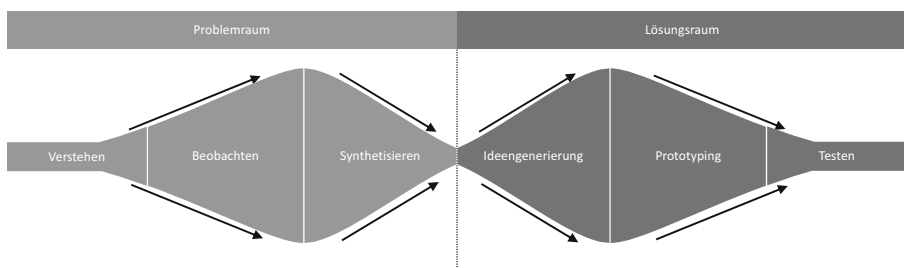 Problemraum
Lösungsraum
Verstehen
Beobachten
Synthetisieren
Ideengenerierung
Prototyping
Testen